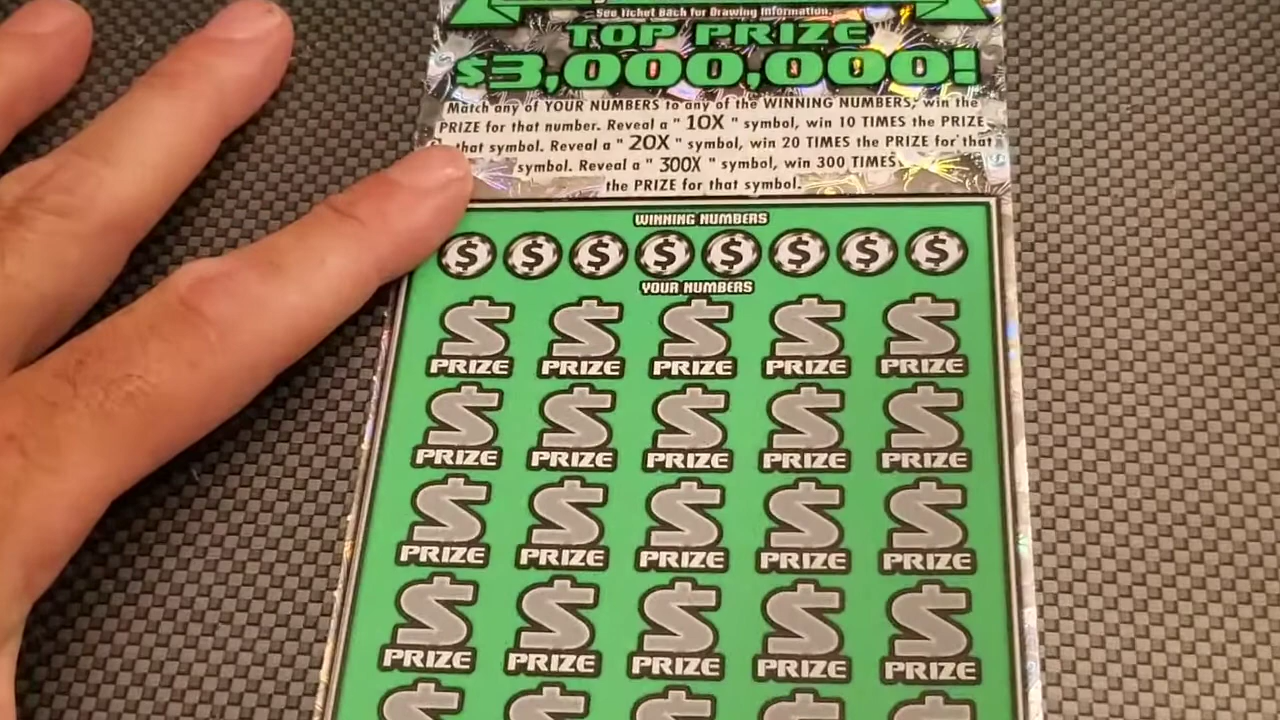 See Ticket Back for Drawing Information.
TOP PRIZE
$3,000,000!
Match any of YOUR NUMBERS to any of the WINNING NUMBERS, win the
PRIZE for that number. Reveal a "10X" symbol, win 10 TIMES the PRIZE
that symbol. Reveal a "20X" symbol, win 20 TIMES the PRIZE for that
symbol. Reveal a "300X" symbol, win 300 TIMES
the PRIZE for that symbol.
WINNING NUMBERS
$ $ $ $ $ $ $ $
YOUR NUMBERS
$ $ $ $ $
PRIZE PRIZE PRIZE PRIZE PRIZE
$ $ $ $ $
PRIZE PRIZE PRIZE PRIZE PRIZE
$ $ $ $ $
PRIZE PRIZE PRIZE PRIZE PRIZE
$ $ $ $ $
PRIZE PRIZE PRIZE PRIZE PRIZE
$ $ $ $ $